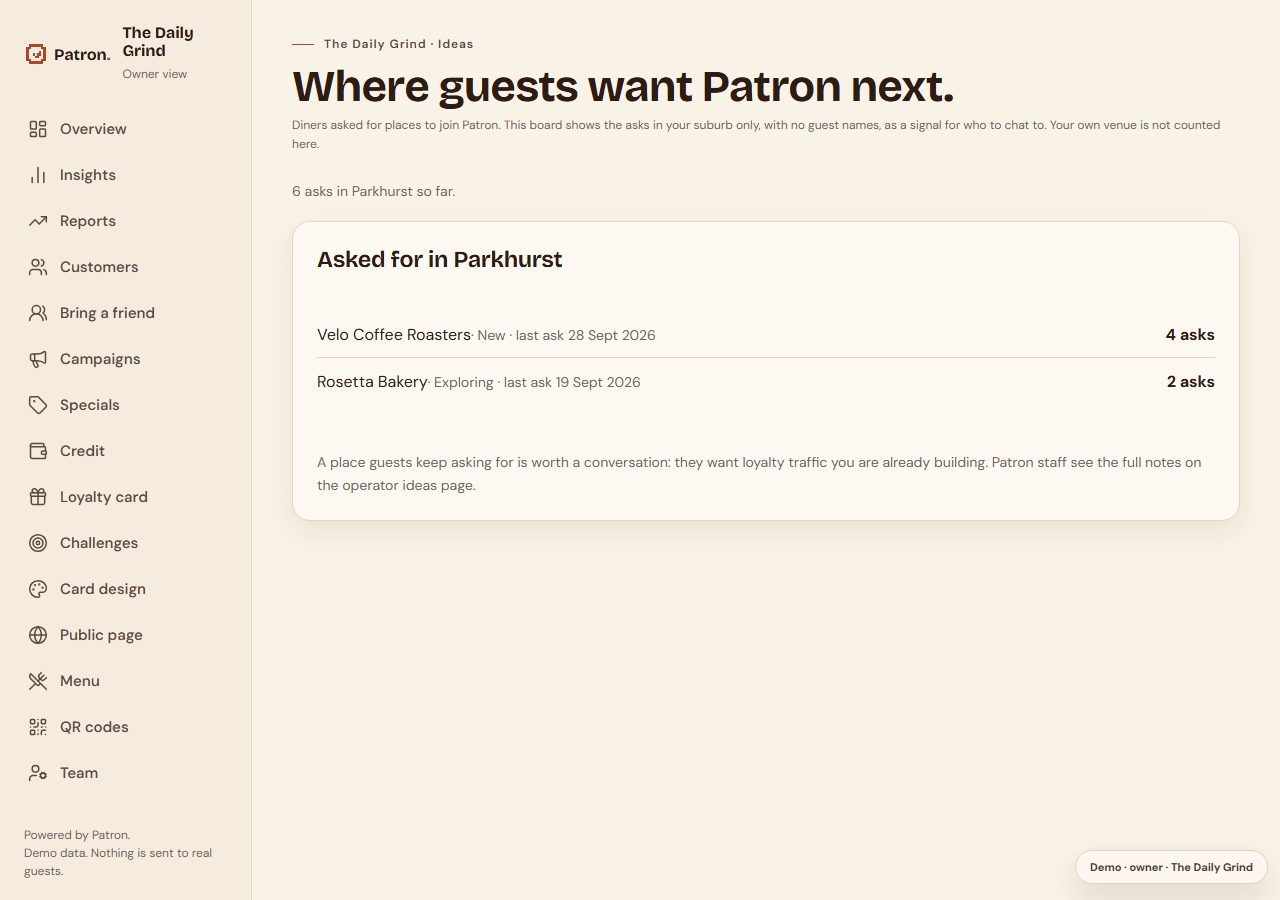 Patron.
The Daily
Grind
Owner view
Overview
Insights
Reports
Customers
Bring a friend
Campaigns
Specials
Credit
Loyalty card
Challenges
Card design
Public page
Menu
QR codes
Team
Powered by Patron.
Demo data. Nothing is sent to real
guests.
The Daily Grind · Ideas
Where guests want Patron next.
Diners asked for places to join Patron. This board shows the asks in your suburb only, with no guest names, as a signal for who to chat to. Your own venue is not counted
here.
6 asks in Parkhurst so far.
Asked for in Parkhurst
Velo Coffee Roasters· New · last ask 28 Sept 2026 4 asks
Rosetta Bakery· Exploring · last ask 19 Sept 2026 2 asks
A place guests keep asking for is worth a conversation: they want loyalty traffic you are already building. Patron staff see the full notes on
the operator ideas page.
Demo · owner · The Daily Grind